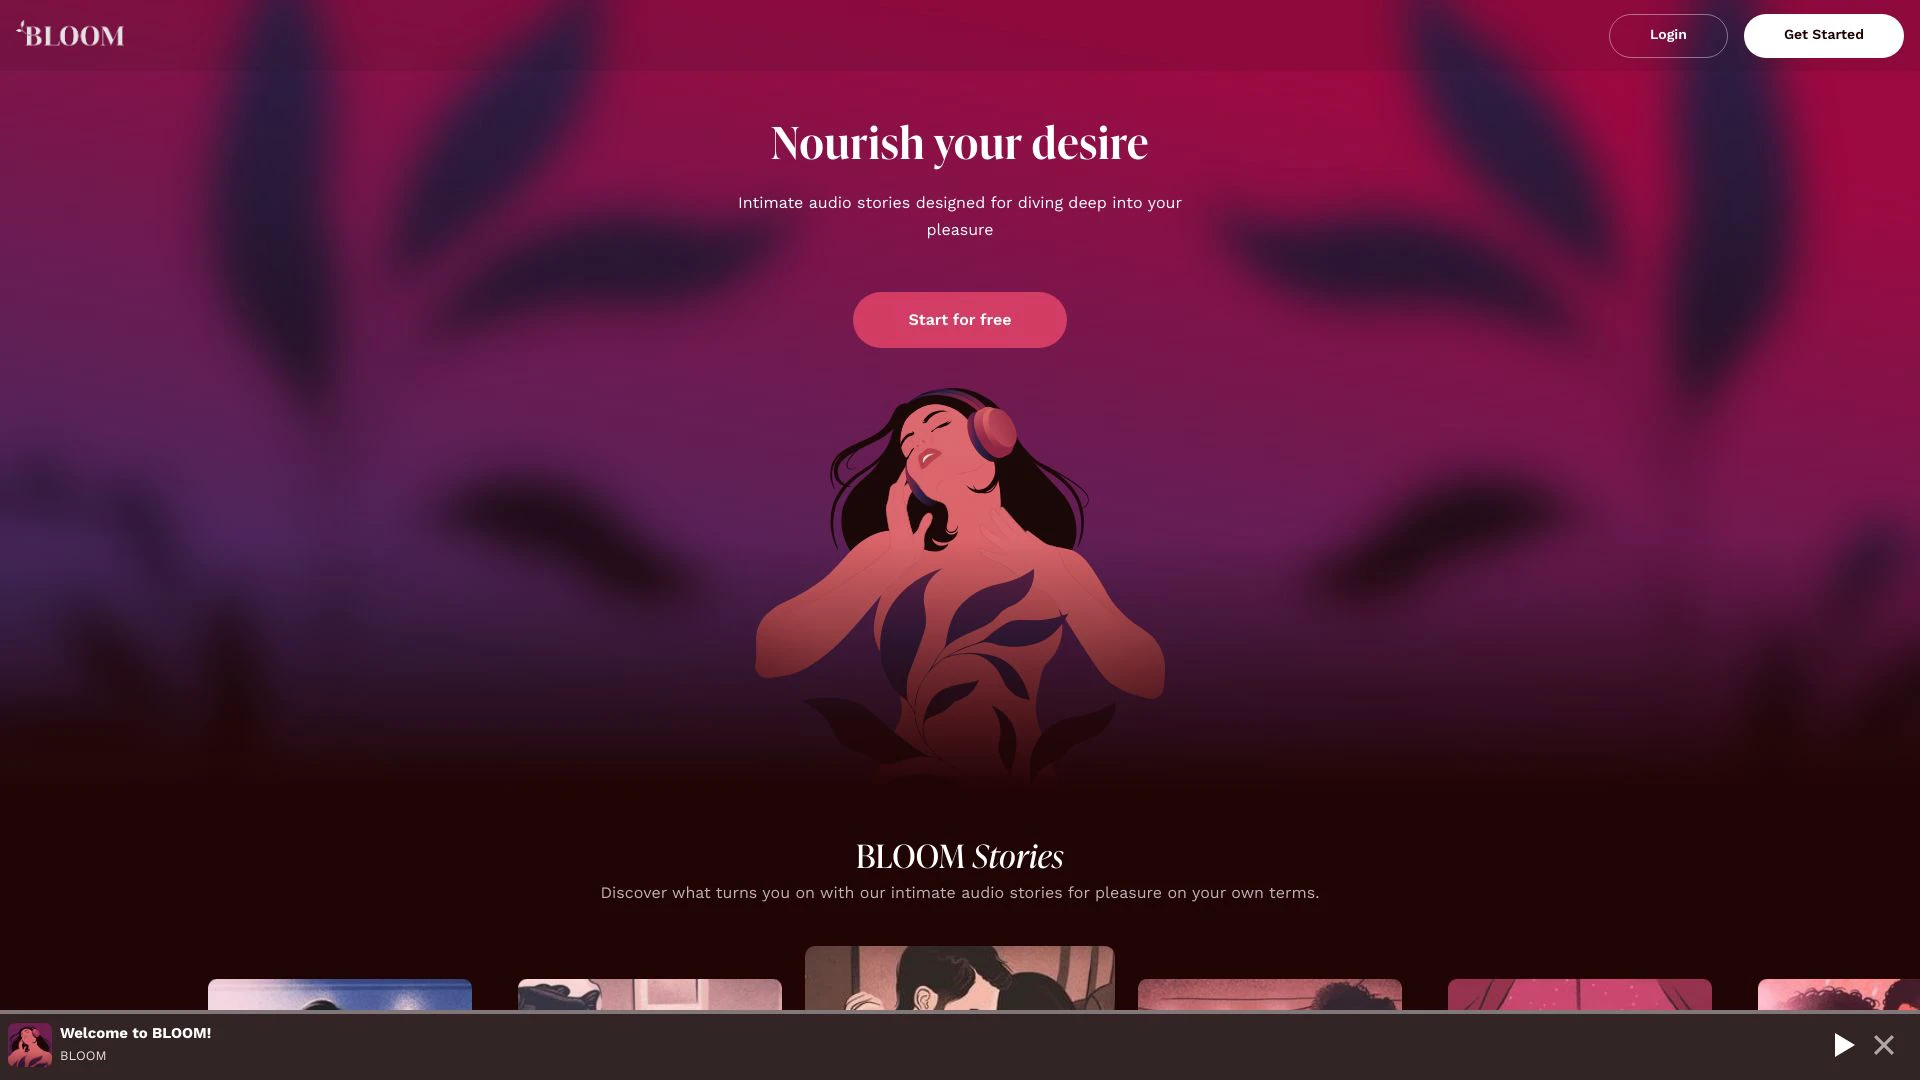 BLOOM
Login
Get Started
Nourish your desire
Intimate audio stories designed for diving deep into your
pleasure
Start for free
BLOOM Stories
Discover what turns you on with our intimate audio stories for pleasure on your own terms.
Welcome to BLOOM!
BLOOM